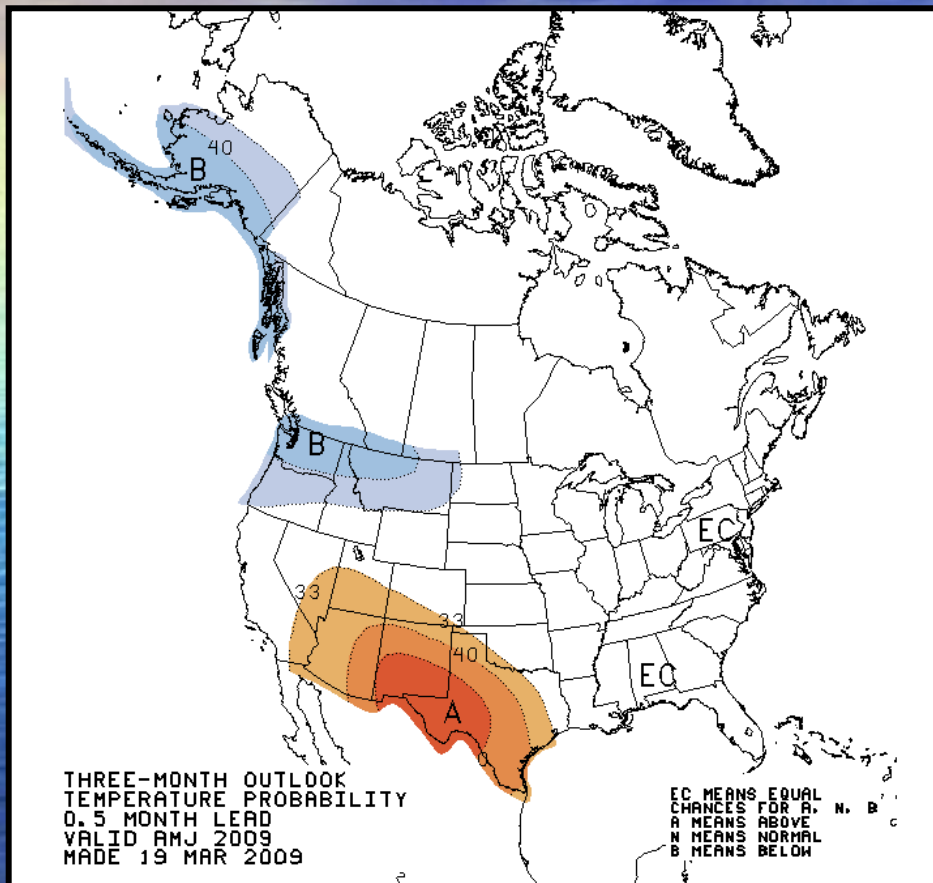 40
B
B
EC
33
33
40
EC
A
THREE-MONTH OUTLOOK
TEMPERATURE PROBABILITY
0.5 MONTH LEAD
VALID AMJ 2009
MADE 19 MAR 2009
EC MEANS EQUAL
CHANCES FOR A, N, B
A MEANS ABOVE
N MEANS NORMAL
B MEANS BELOW